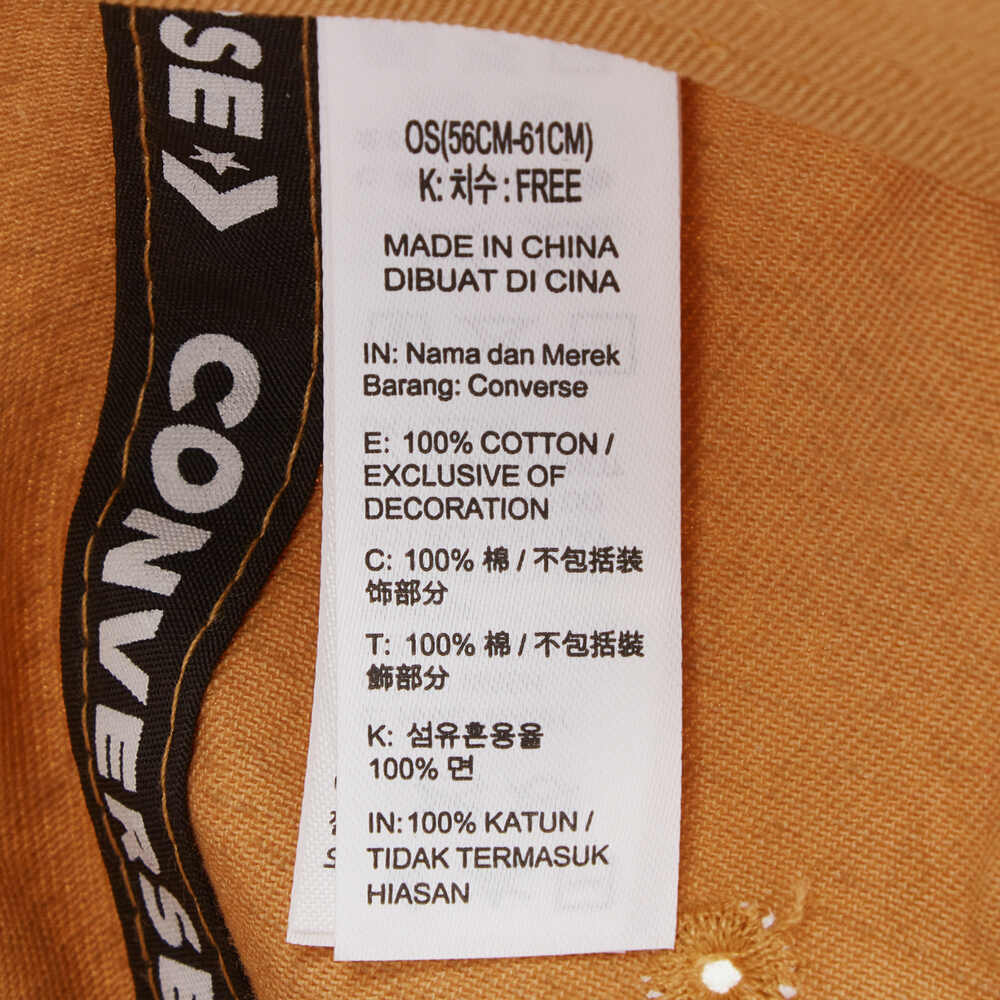 SE
CONVERSE
OS(56CM-61CM)
K: 치수 : FREE
MADE IN CHINA
DIBUAT DI CINA
IN: Nama dan Merek
Barang: Converse
E: 100% COTTON /
EXCLUSIVE OF
DECORATION
C: 100% 棉 / 不包括装
饰部分
T: 100% 棉 / 不包括裝
飾部分
K: 섬유혼용율
100% 면
IN: 100% KATUN /
TIDAK TERMASUK
HIASAN